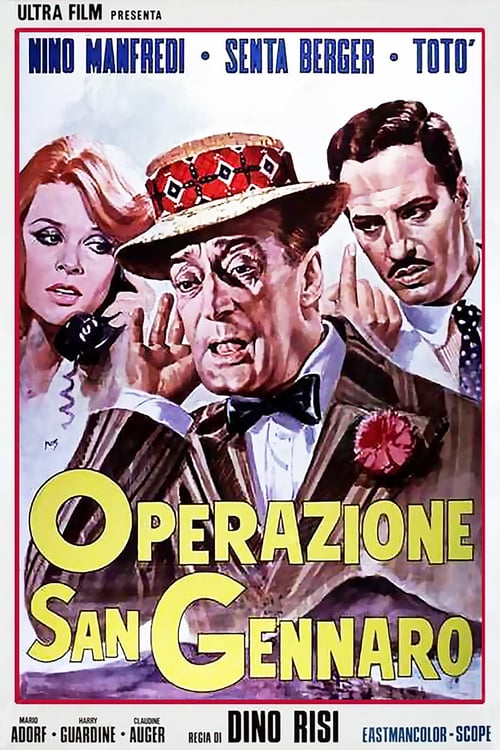 ULTRA FILM PRESENTA
NINO MANFREDI • SENTA BERGER • TOTO'
OPERAZIONE
SAN GENNARO
MARIO ADORF • HARRY GUARDINE • CLAUDINE AUGER REGIA DI DINO RISI EASTMANCOLOR-SCOPE